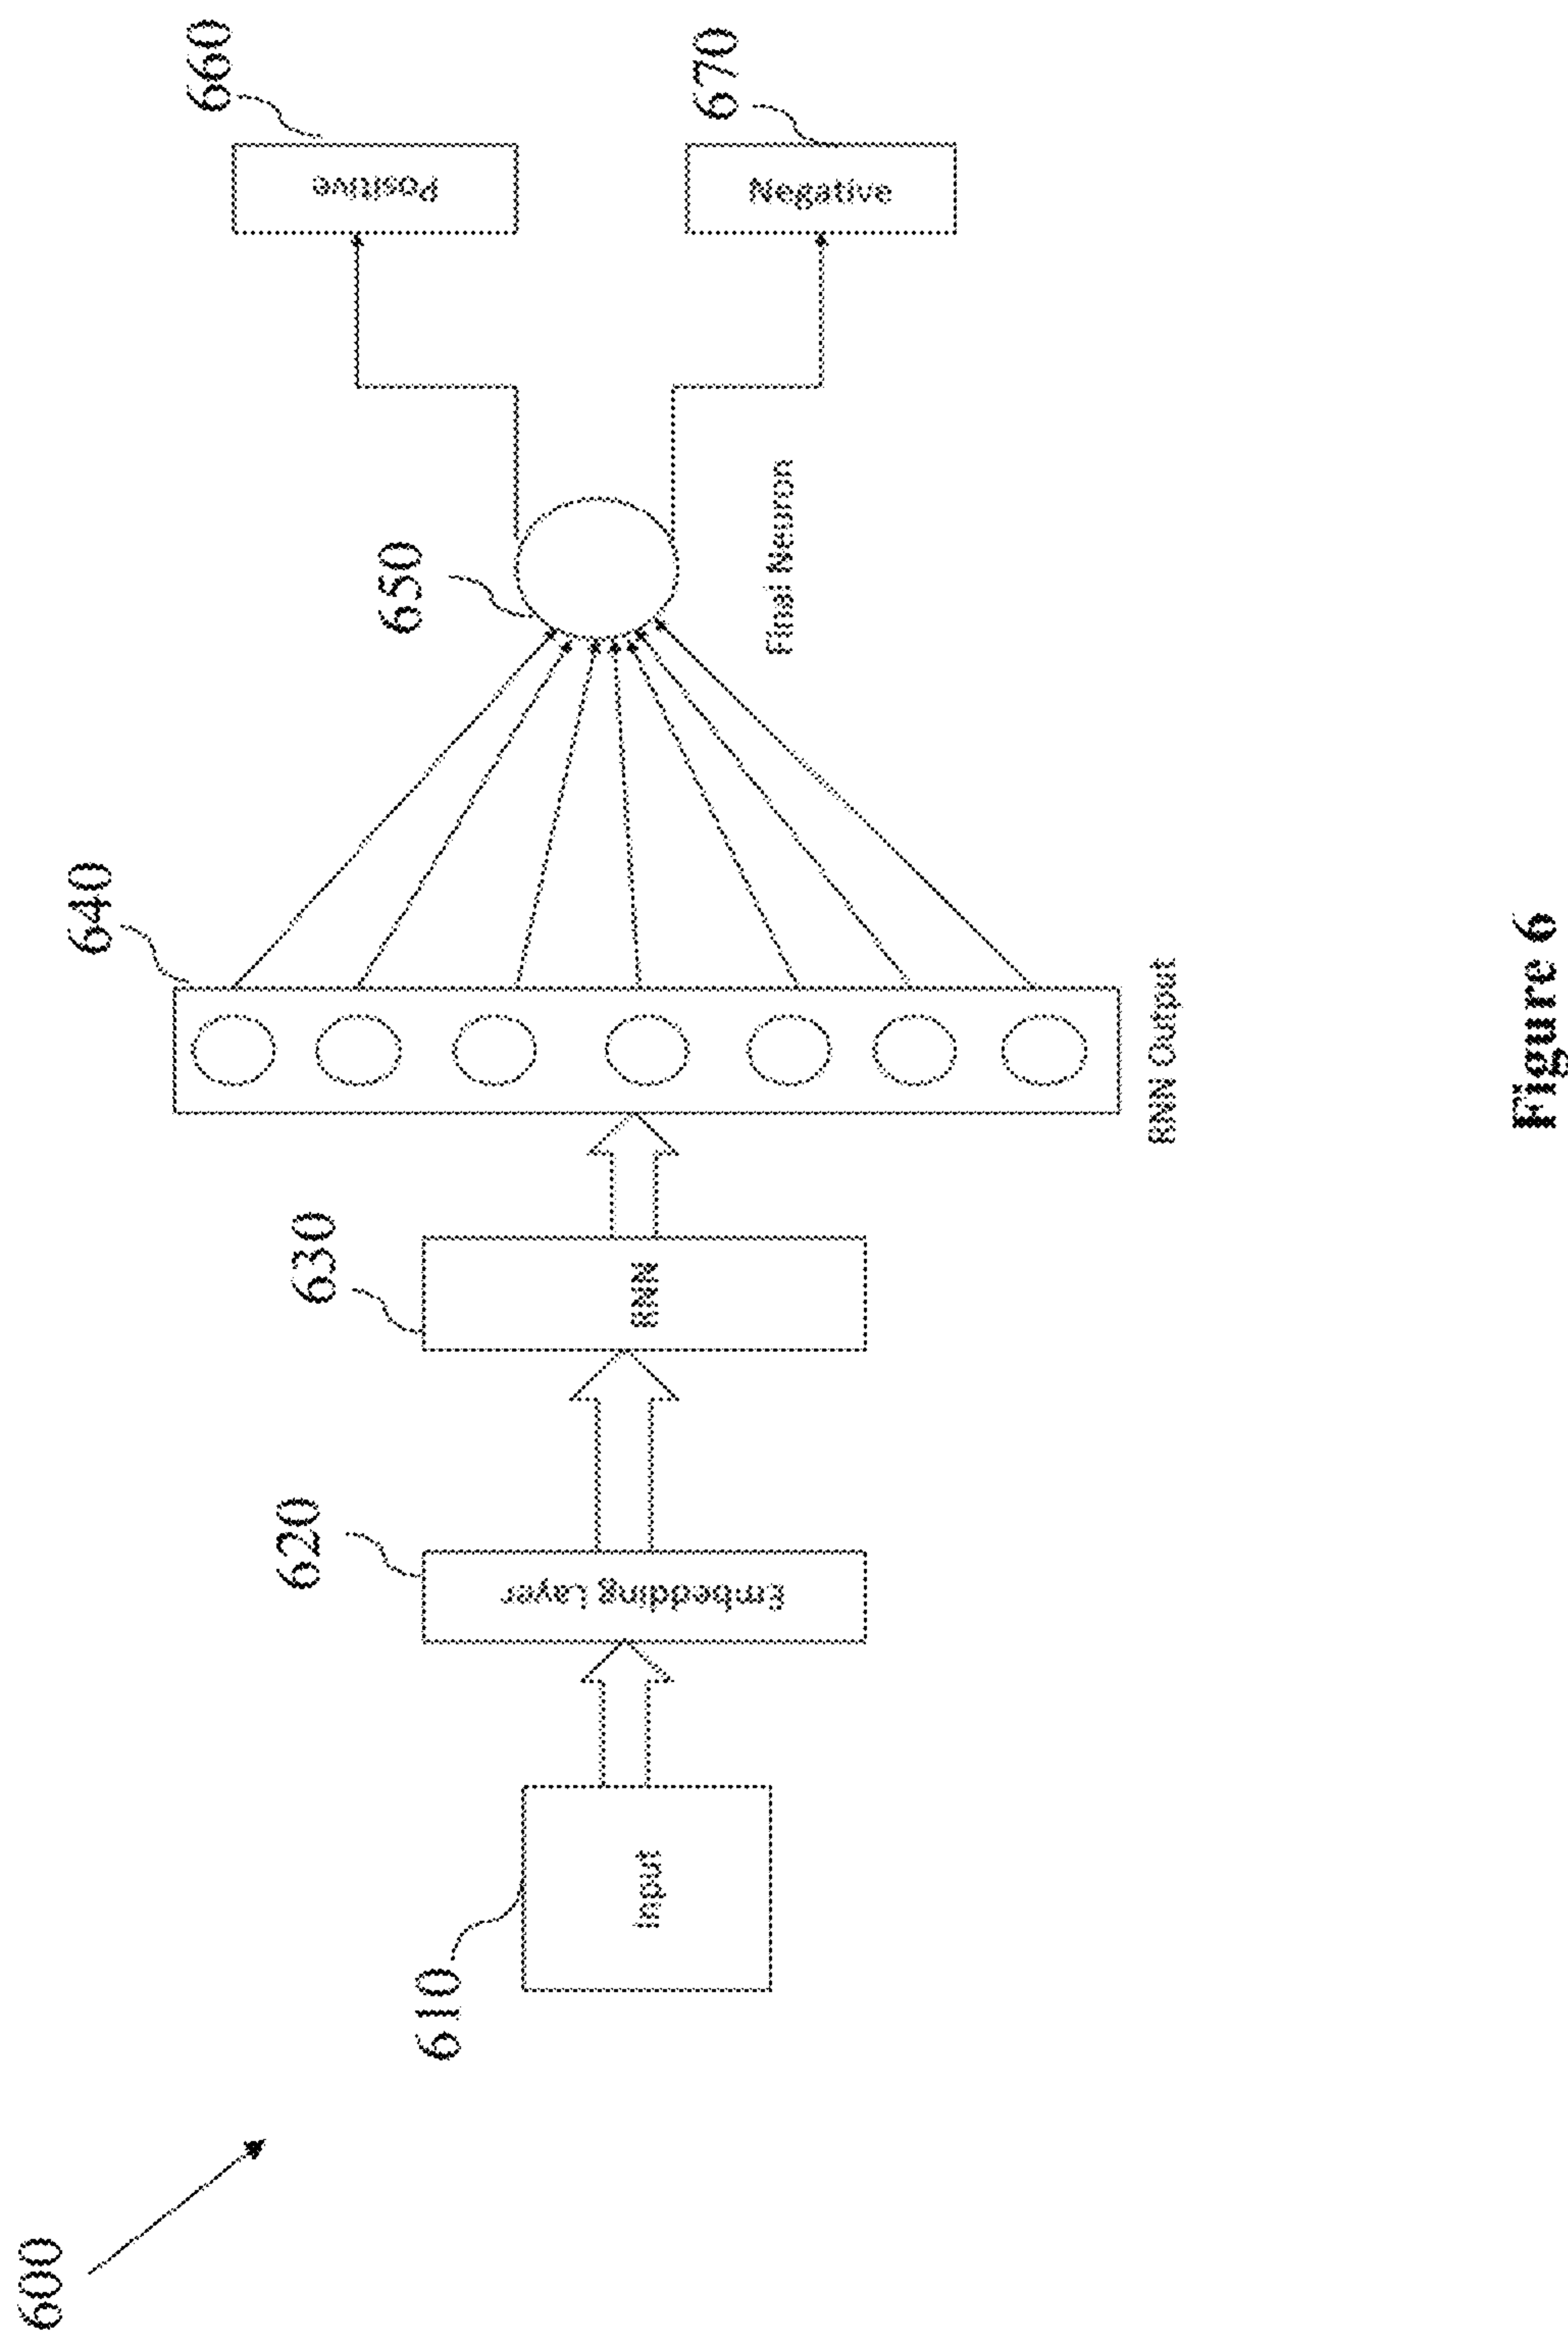 600
610
Input
620
Embedding Layer
630
RNN
640
RNN Output
650
Final Neuron
660
Positive
670
Negative
Figure 6